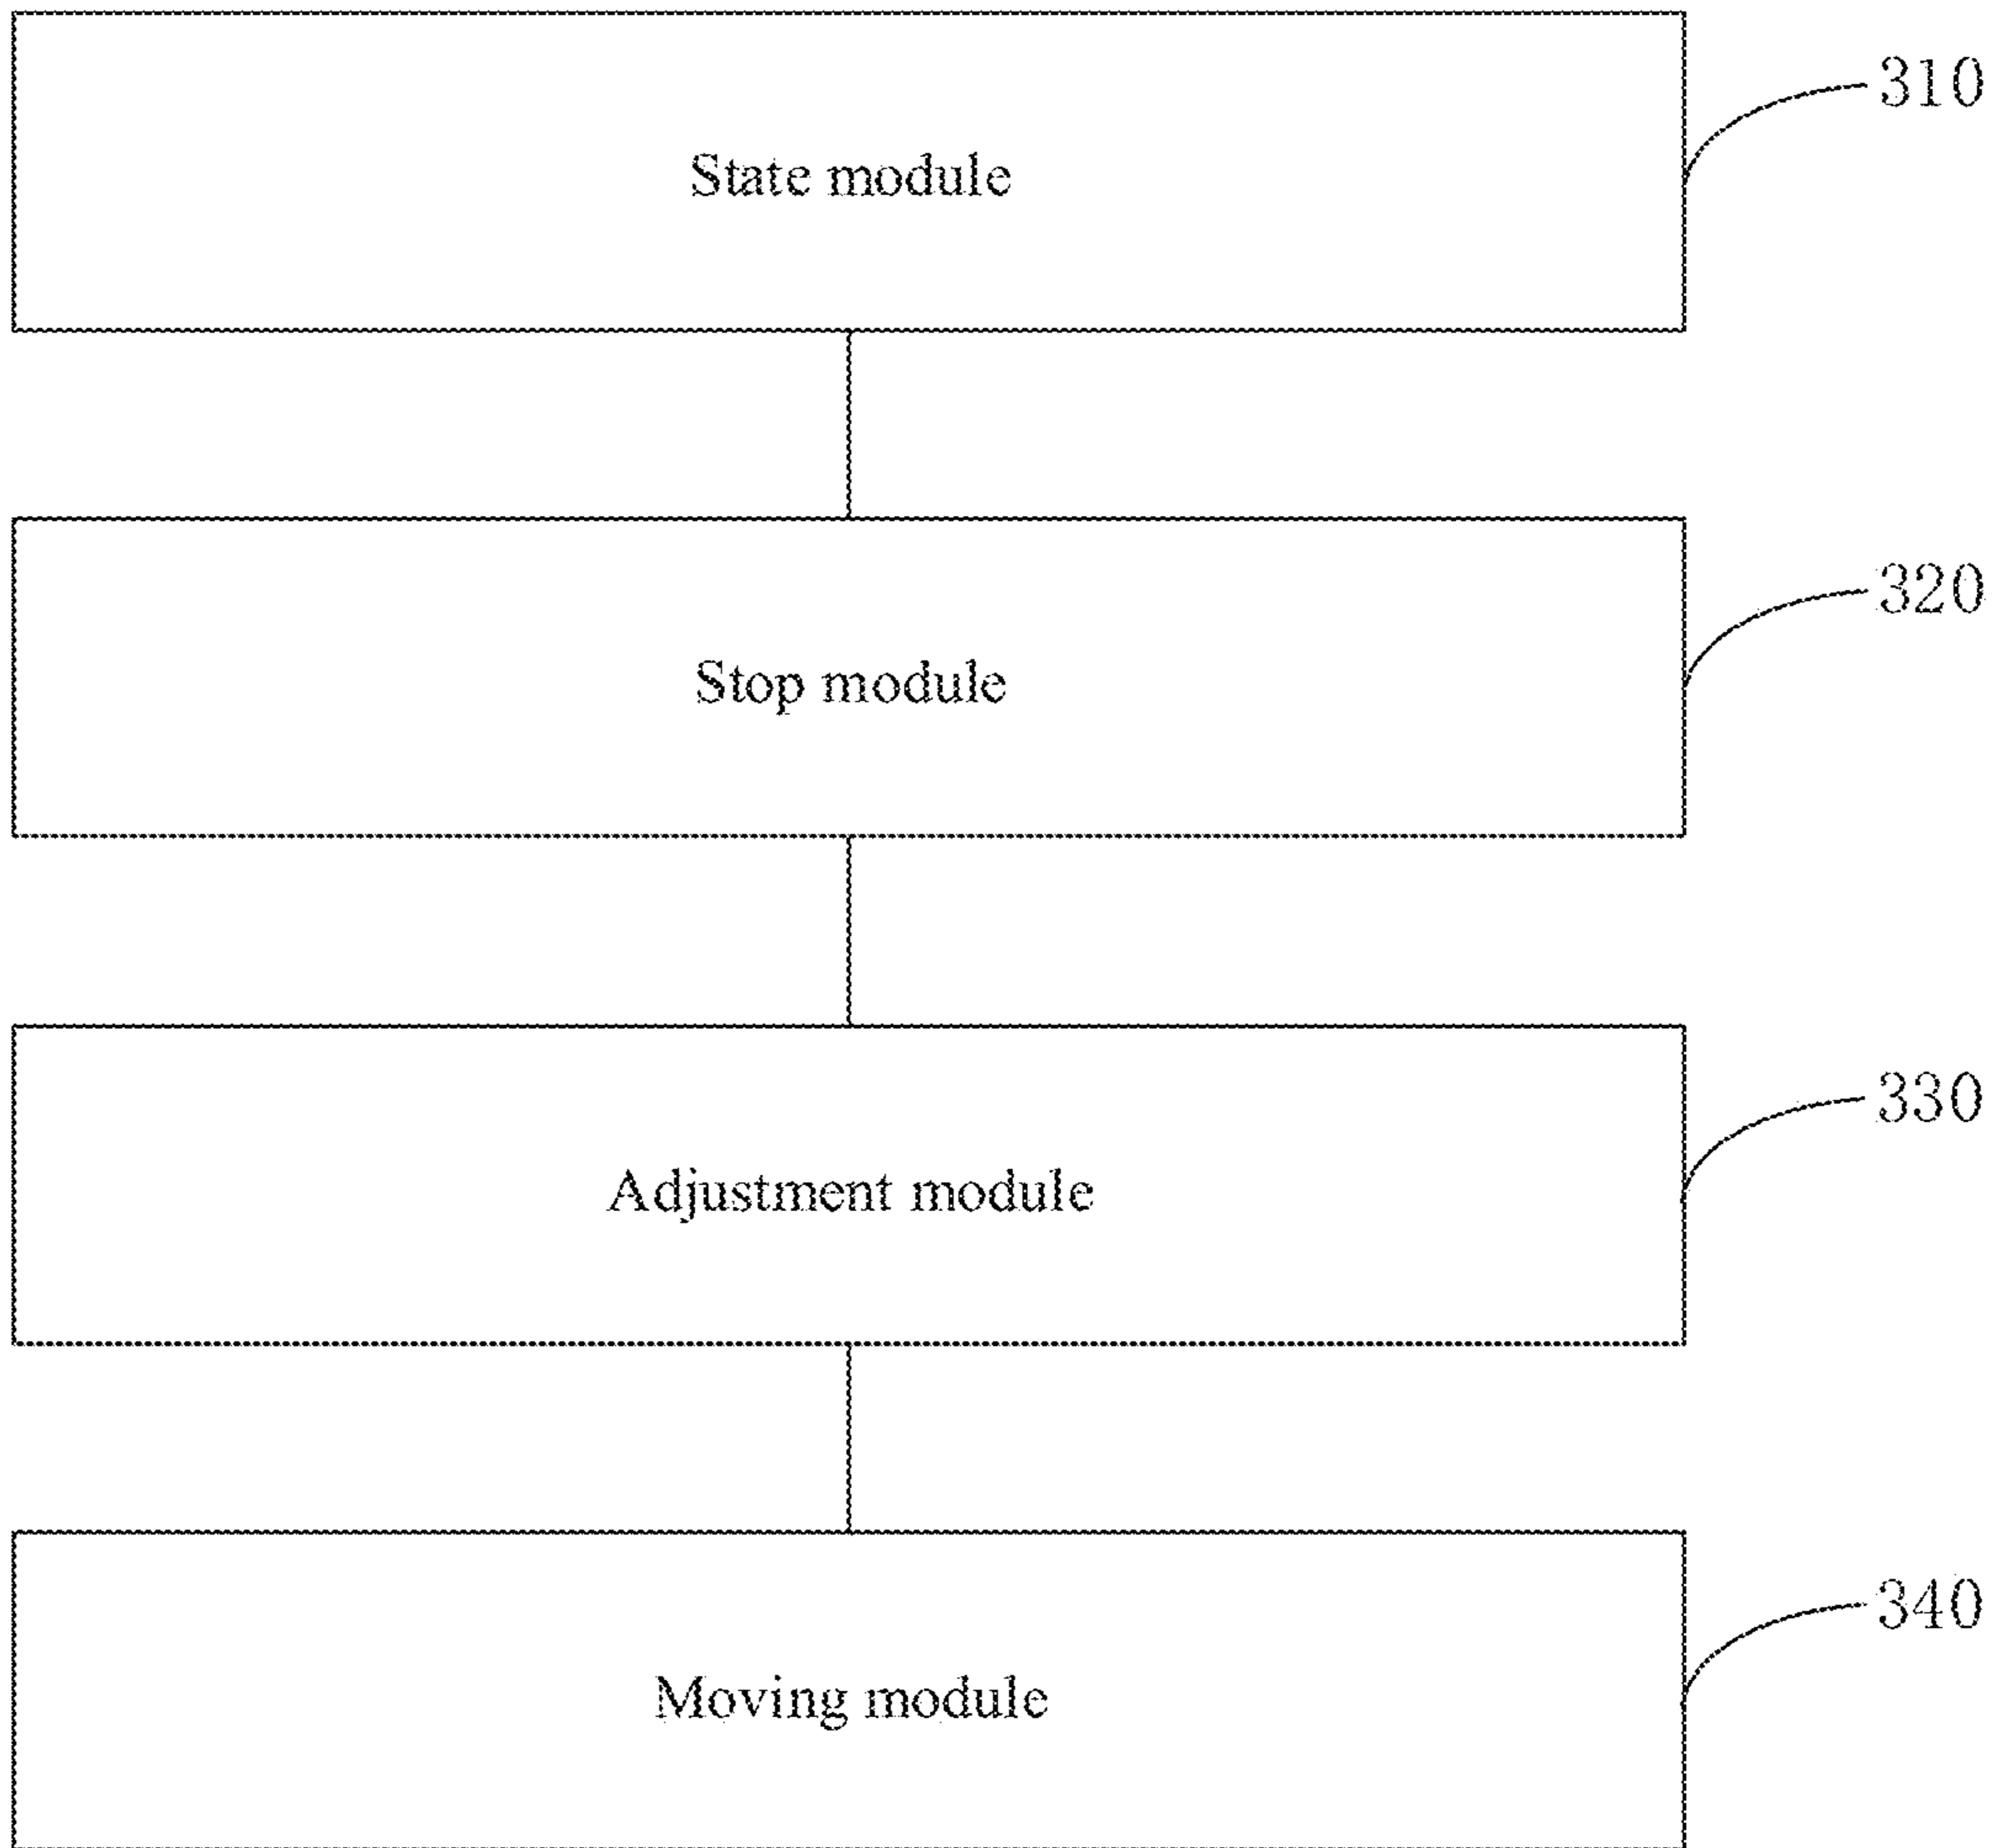 310
State module
320
Stop module
330
Adjustment module
340
Moving module